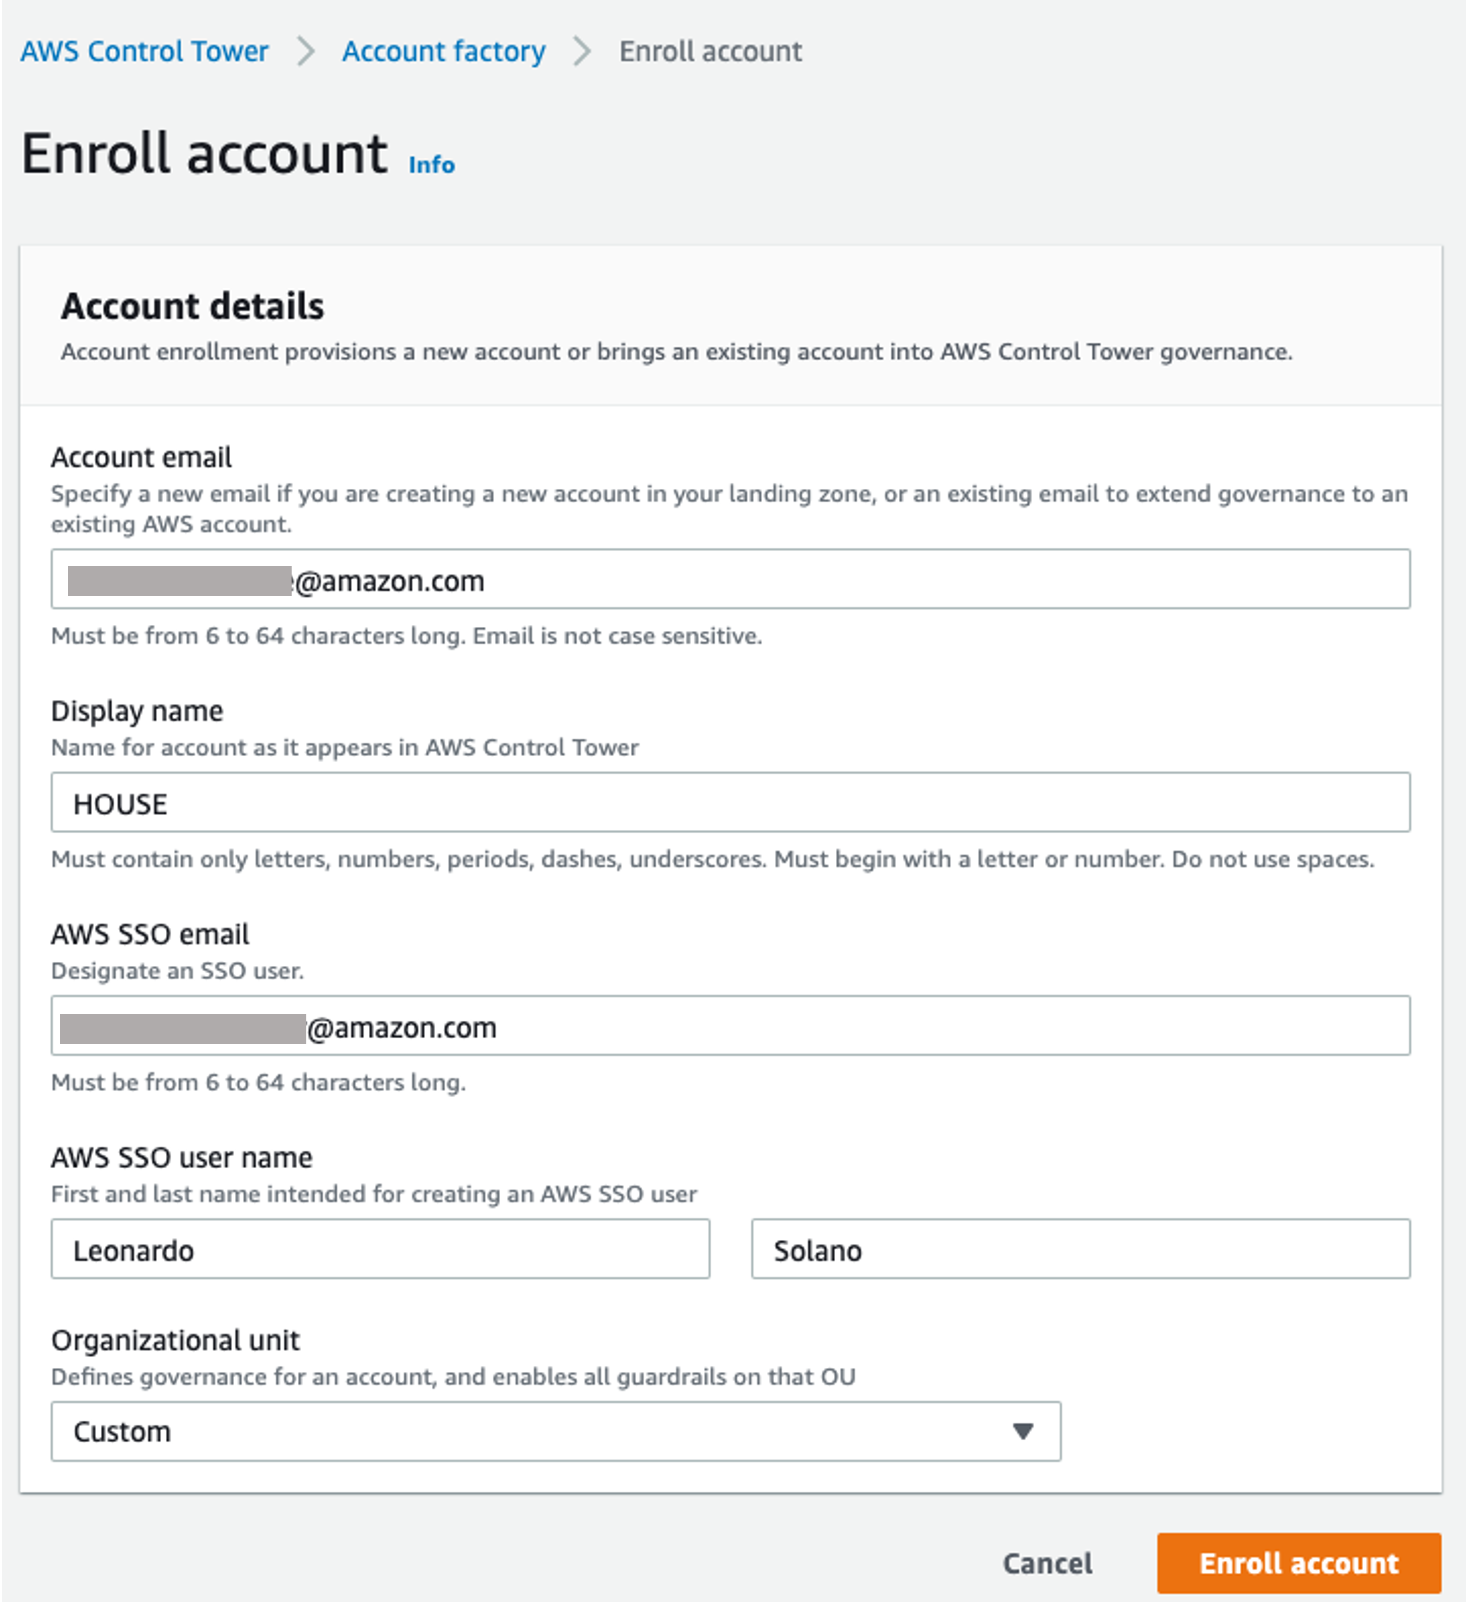 AWS Control Tower > Account factory > Enroll account
Enroll account Info
Account details
Account enrollment provisions a new account or brings an existing account into AWS Control Tower governance.
Account email
Specify a new email if you are creating a new account in your landing zone, or an existing email to extend governance to an
existing AWS account.
@amazon.com
Must be from 6 to 64 characters long. Email is not case sensitive.
Display name
Name for account as it appears in AWS Control Tower
HOUSE
Must contain only letters, numbers, periods, dashes, underscores. Must begin with a letter or number. Do not use spaces.
AWS SSO email
Designate an SSO user.
@amazon.com
Must be from 6 to 64 characters long.
AWS SSO user name
First and last name intended for creating an AWS SSO user
Leonardo Solano
Organizational unit
Defines governance for an account, and enables all guardrails on that OU
Custom
Cancel Enroll account